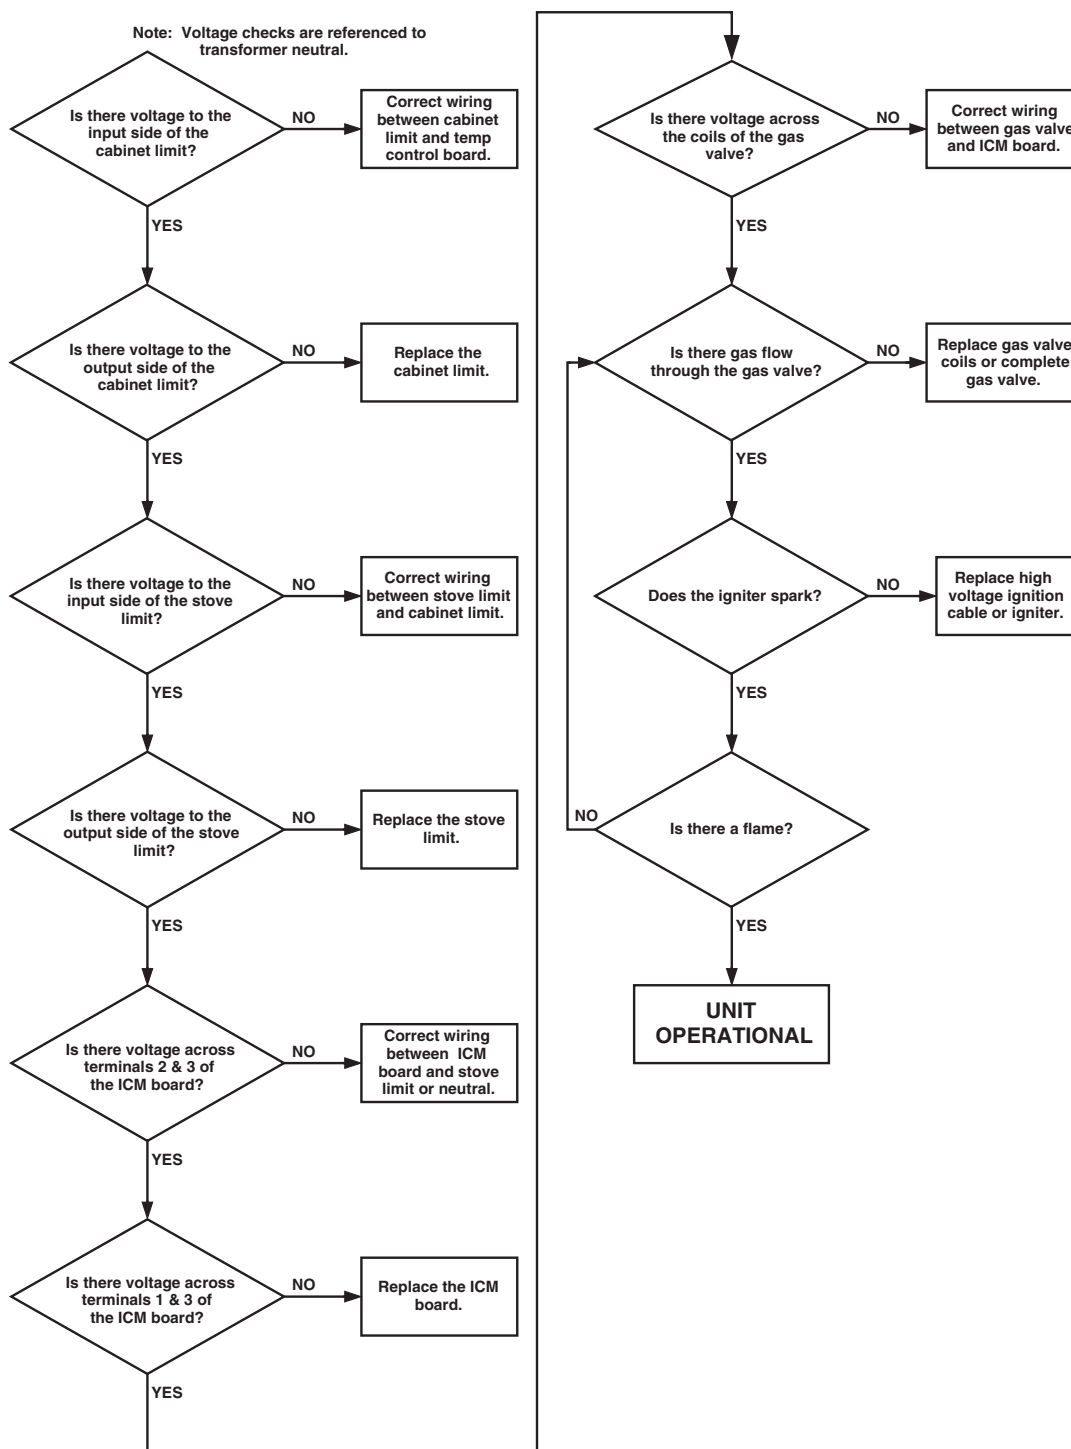 Note: Voltage checks are referenced to
transformer neutral.
Is there voltage to the
input side of the
cabinet limit?
NO
Correct wiring
between cabinet
limit and temp
control board.
YES
Is there voltage to the
output side of the
cabinet limit?
NO
Replace the
cabinet limit.
YES
Is there voltage to the
input side of the stove
limit?
NO
Correct wiring
between stove limit
and cabinet limit.
YES
Is there voltage to the
output side of the stove
limit?
NO
Replace the stove
limit.
YES
Is there voltage across
terminals 2 & 3 of
the ICM board?
NO
Correct wiring
between ICM
board and stove
limit or neutral.
YES
Is there voltage across
terminals 1 & 3 of
the ICM board?
NO
Replace the ICM
board.
YES
Is there voltage across
the coils of the gas
valve?
NO
Correct wiring
between gas valve
and ICM board.
YES
Is there gas flow
through the gas valve?
NO
Replace gas valve
coils or complete
gas valve.
YES
Does the igniter spark?
NO
Replace high
voltage ignition
cable or igniter.
YES
Is there a flame?
NO
YES
UNIT
OPERATIONAL